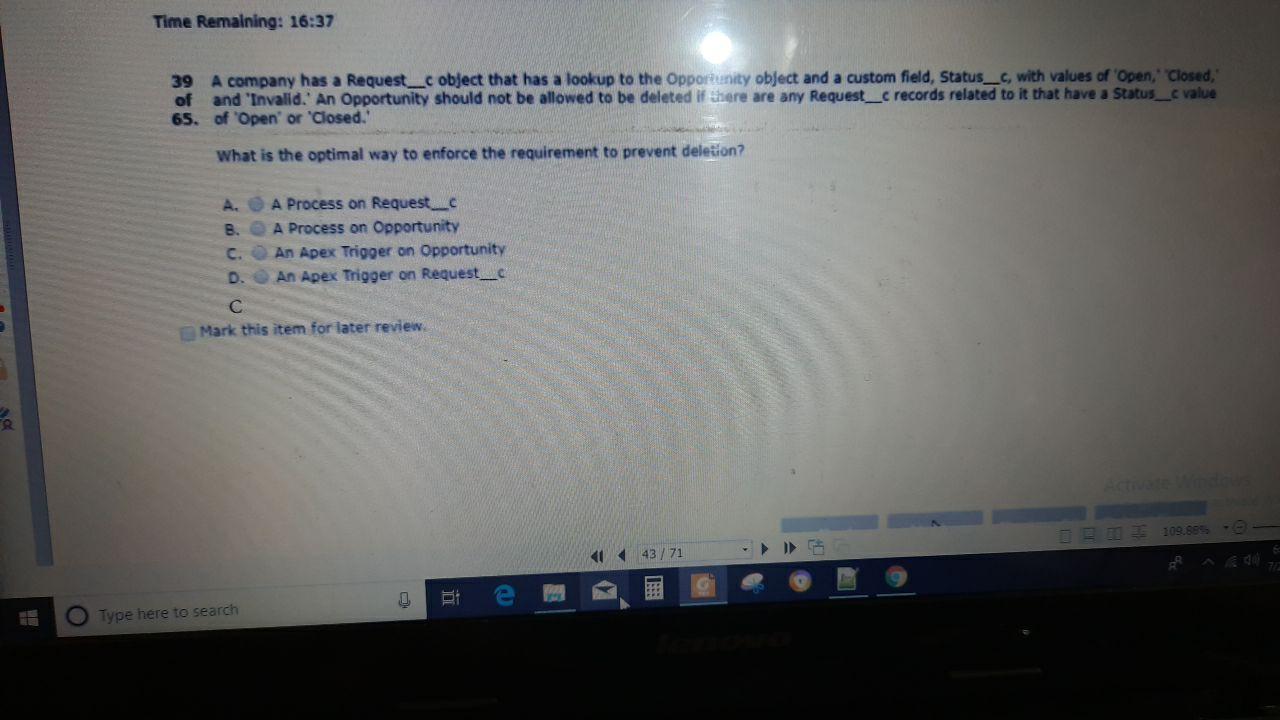 Time Remaining: 16:37
39 A company has a Request__c object that has a lookup to the Opportunity object and a custom field, Status__c, with values of 'Open,' 'Closed,'
of and 'Invalid.' An Opportunity should not be allowed to be deleted if there are any Request__c records related to it that have a Status__c value
65. of 'Open' or 'Closed.'
What is the optimal way to enforce the requirement to prevent deletion?
A. A Process on Request__c
B. A Process on Opportunity
C. An Apex Trigger on Opportunity
D. An Apex Trigger on Request__c
C
Mark this item for later review.
Activate Windows
43 / 71
109.88%
Type here to search
lenovo